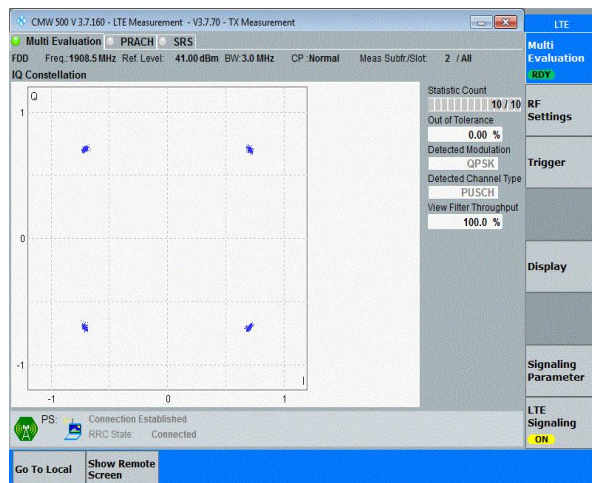 CMW 500 V 3.7.160 - LTE Measurement - V3.7.70 - TX Measurement
LTE
Multi Evaluation PRACH SRS
FDD Freq.: 1908.5 MHz Ref. Level: 41.00 dBm BW: 3.0 MHz CP : Normal Meas Subfr./Slot: 2 / All
IQ Constellation
Q
1
0
-1
-1 0 1
I
Statistic Count
10 / 10
Out of Tolerance
0.00 %
Detected Modulation
QPSK
Detected Channel Type
PUSCH
View Filter Throughput
100.0 %
Multi
Evaluation
RDY
RF
Settings
Trigger
Display
Signaling
Parameter
LTE
Signaling
ON
PS: Connection Established
RRC State: Connected
Go To Local
Show Remote
Screen